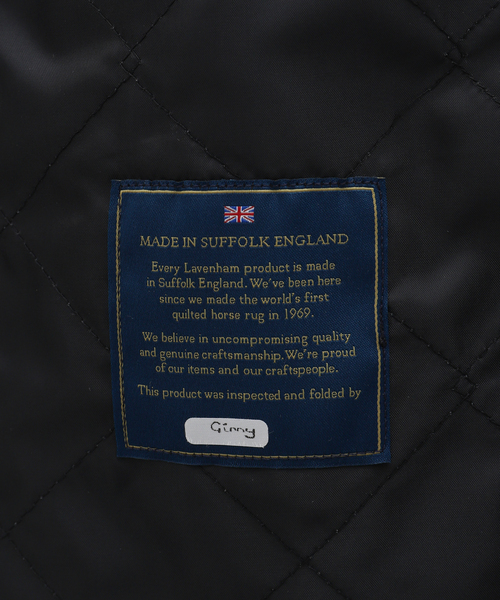 MADE IN SUFFOLK ENGLAND
Every Lavenham product is made
in Suffolk England. We've been here
since we made the world's first
quilted horse rug in 1969.
We believe in uncompromising quality
and genuine craftsmanship. We're proud
of our items and our craftspeople.
This product was inspected and folded by
Ginny